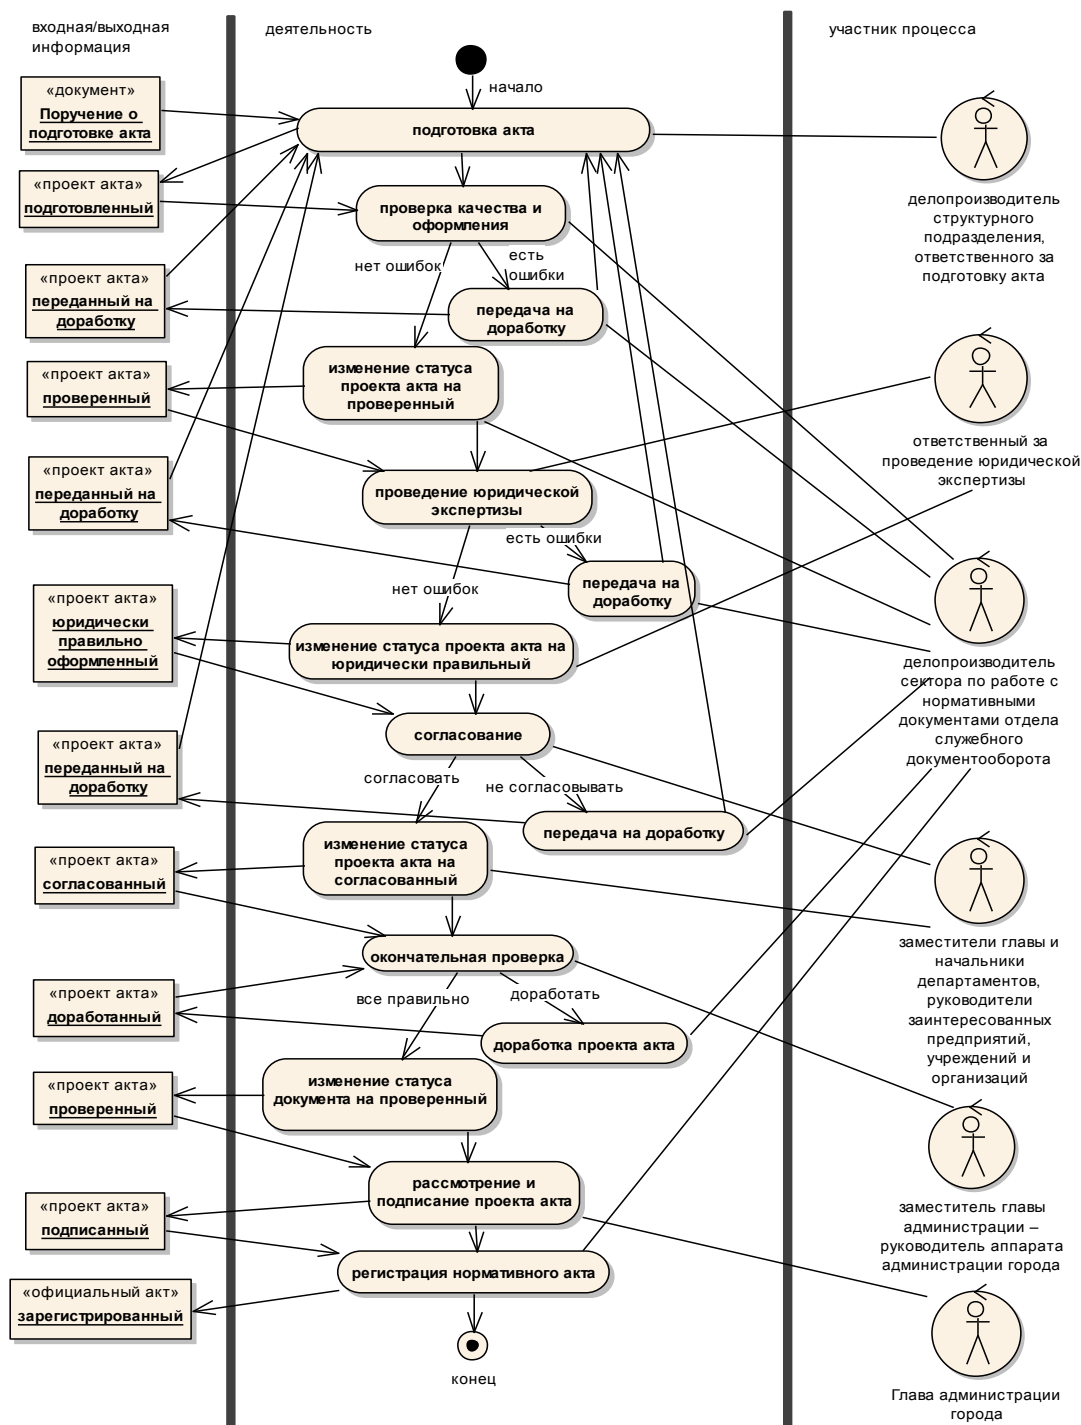 входная/выходная
информация
деятельность
участник процесса
начало
«документ»
Поручение о
подготовке акта
подготовка акта
делопроизводитель
структурного
подразделения,
ответственного за
подготовку акта
«проект акта»
подготовленный
проверка качества и
оформления
нет ошибок
есть
ошибки
«проект акта»
переданный на
доработку
передача на
доработку
«проект акта»
проверенный
изменение статуса
проекта акта на
проверенный
ответственный за
проведение юридической
экспертизы
«проект акта»
переданный на
доработку
проведение юридической
экспертизы
есть ошибки
нет ошибок
передача на
доработку
«проект акта»
юридически
правильно
оформленный
изменение статуса проекта акта на
юридически правильный
делопроизводитель
сектора по работе с
нормативными
документами отдела
служебного
документооборота
согласование
согласовать
не согласовывать
«проект акта»
переданный на
доработку
передача на доработку
«проект акта»
согласованный
изменение статуса
проекта акта на
согласованный
заместители главы и
начальники
департаментов,
руководители
заинтересованных
предприятий,
учреждений и
организаций
окончательная проверка
все правильно
доработать
«проект акта»
доработанный
доработка проекта акта
«проект акта»
проверенный
изменение статуса
документа на проверенный
рассмотрение и
подписание проекта акта
заместитель главы
администрации –
руководитель аппарата
администрации города
«проект акта»
подписанный
регистрация нормативного акта
«официальный акт»
зарегистрированный
конец
Глава администрации
города